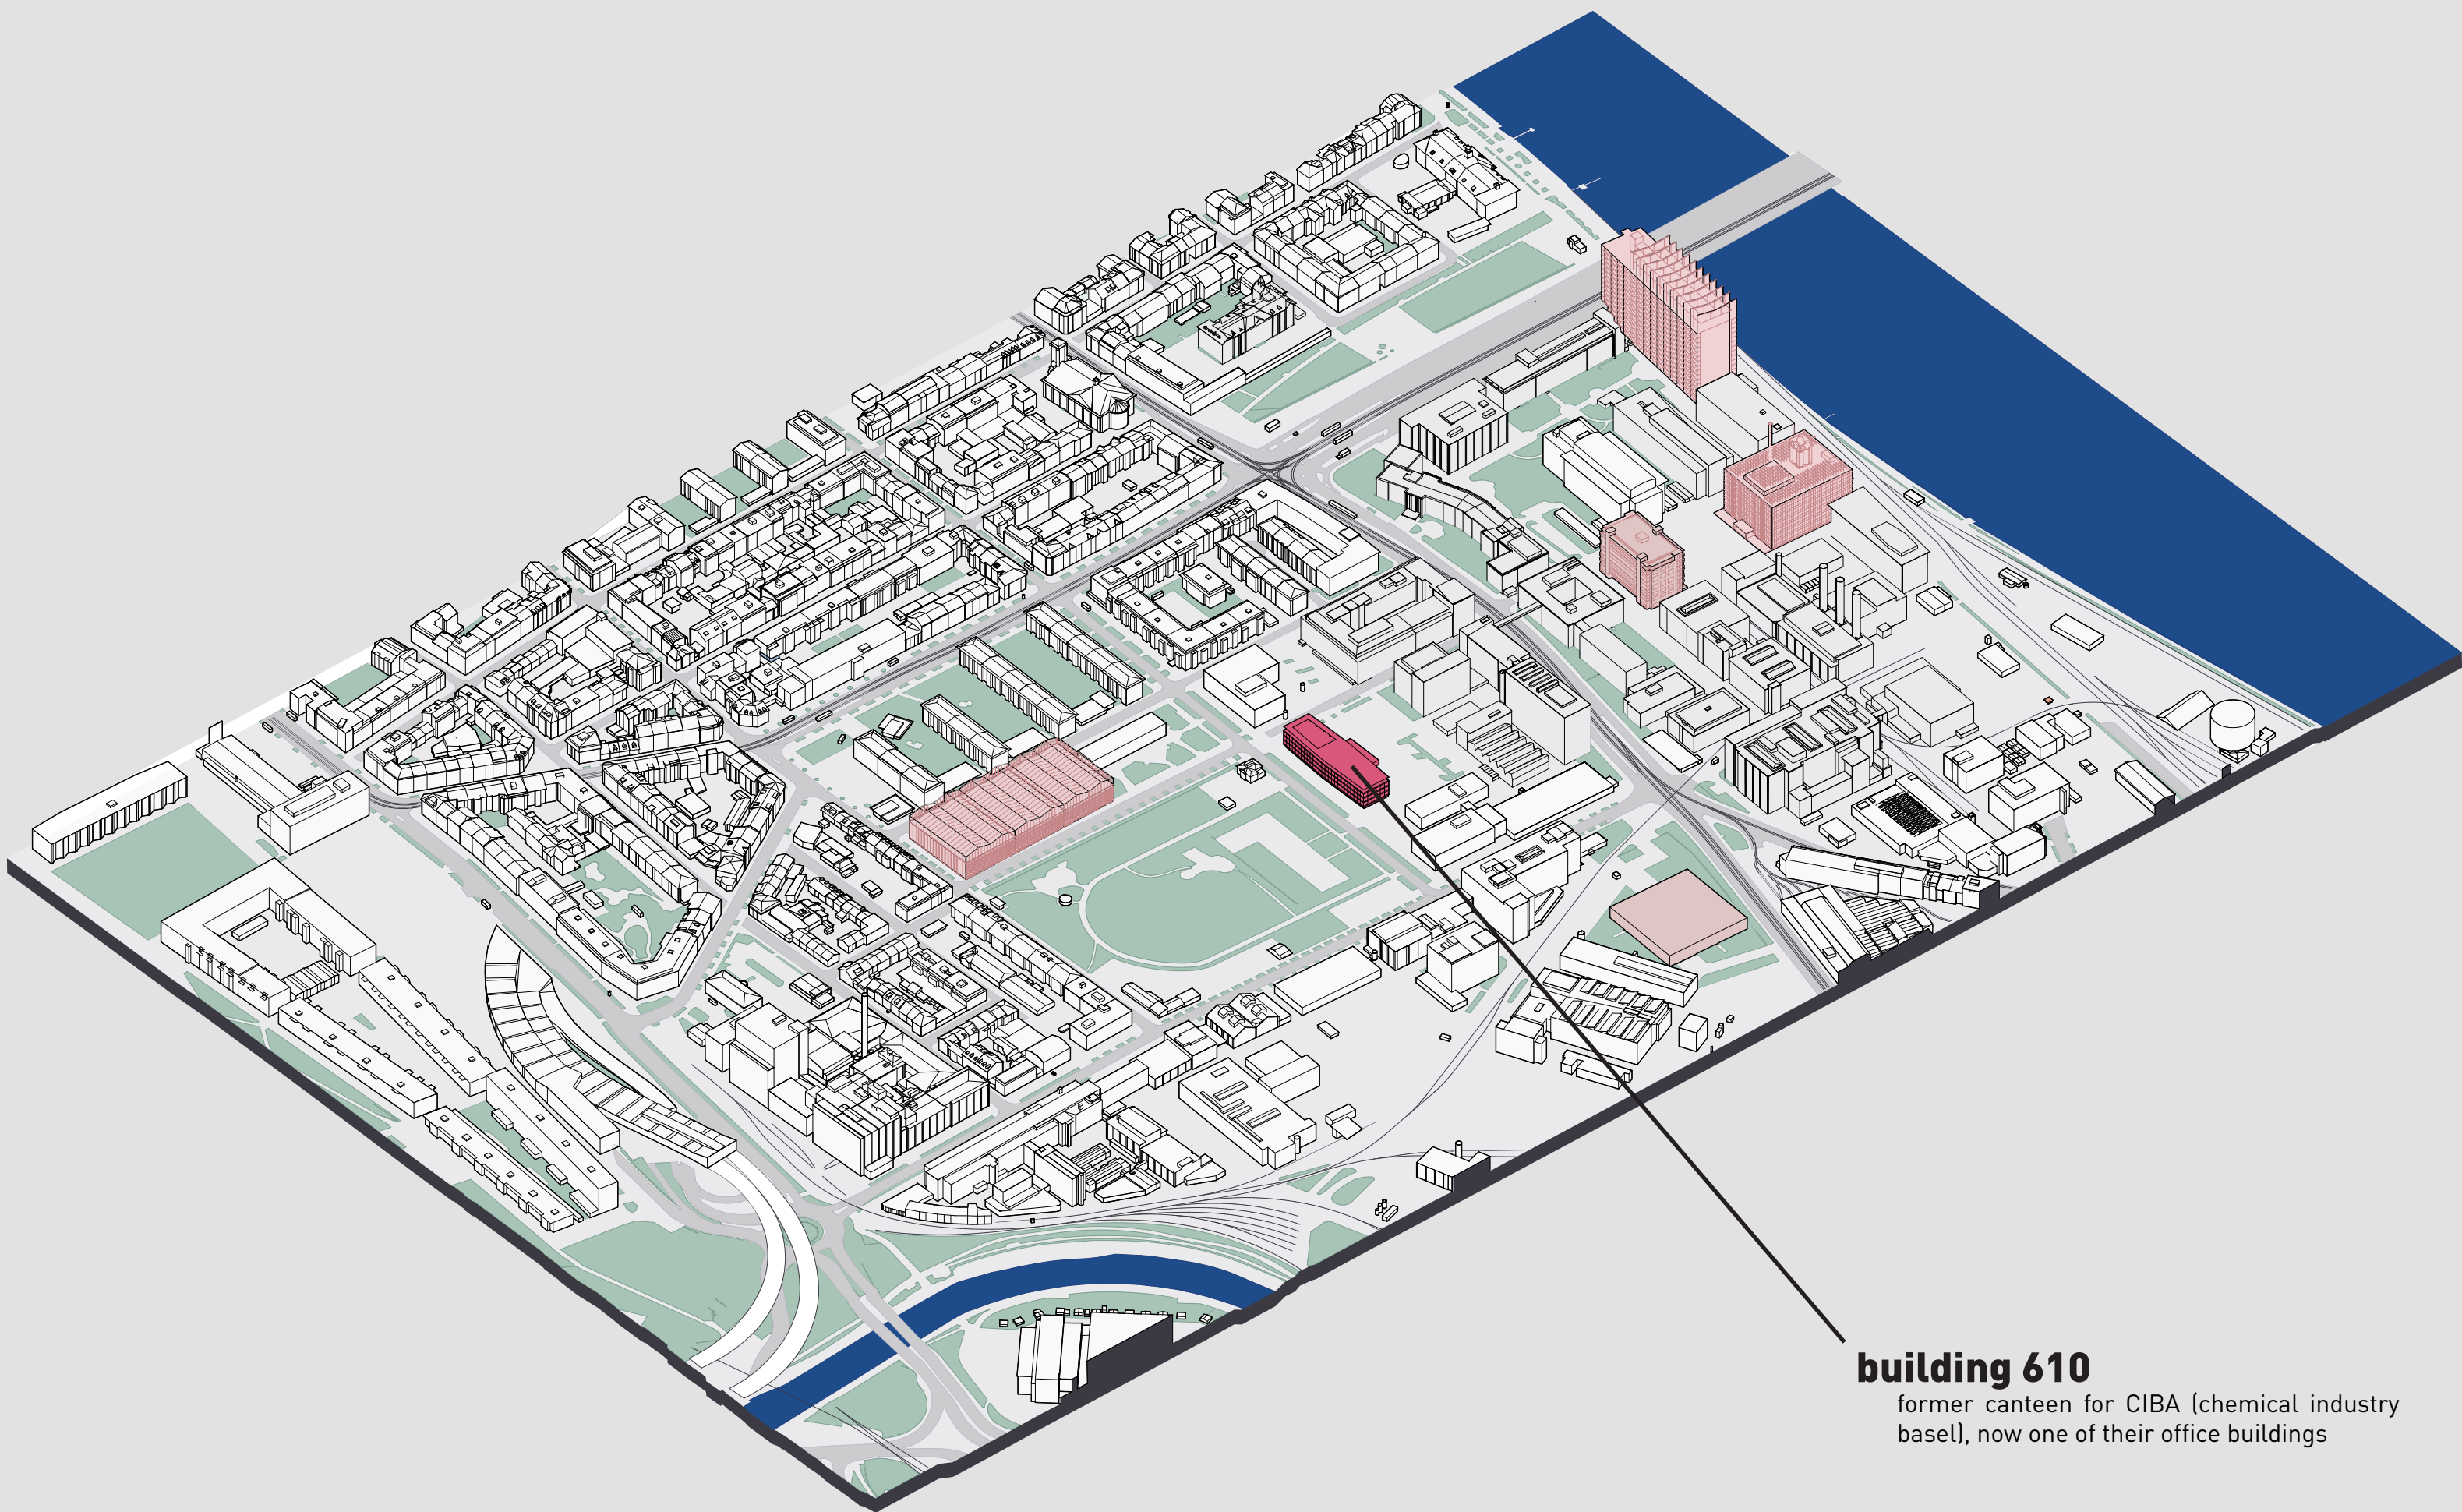 building 610
former canteen for CIBA (chemical industry
basel), now one of their office buildings